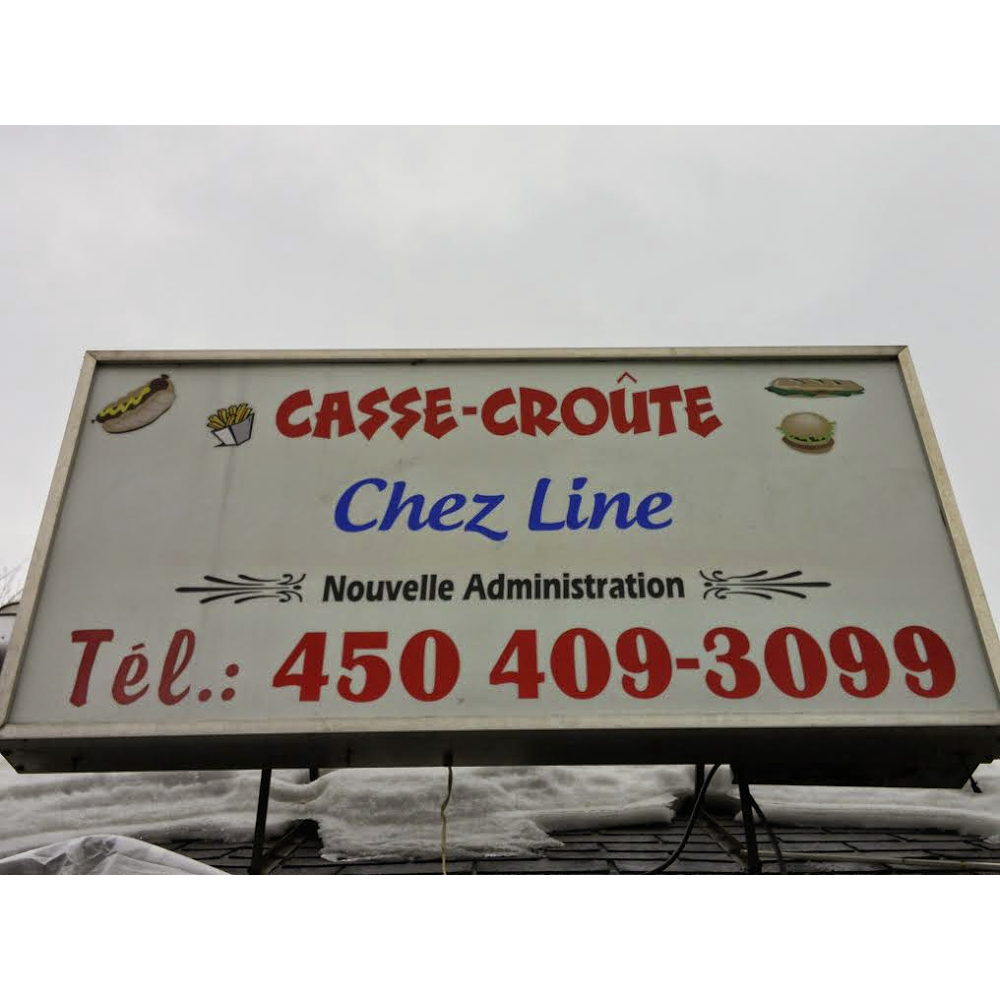 CASSE-CROÛTE
Chez Line
Nouvelle Administration
Tél.: 450 409-3099